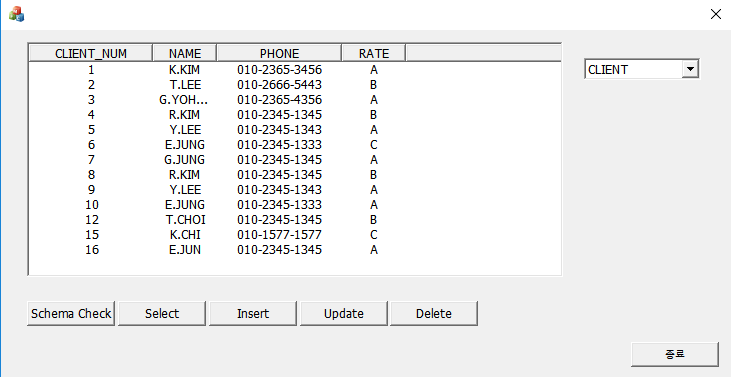 CLIENT_NUM NAME PHONE RATE
1 K.KIM 010-2365-3456 A
2 T.LEE 010-2666-5443 B
3 G.YOH... 010-2365-4356 A
4 R.KIM 010-2345-1345 B
5 Y.LEE 010-2345-1343 A
6 E.JUNG 010-2345-1333 C
7 G.JUNG 010-2345-1345 A
8 R.KIM 010-2345-1345 B
9 Y.LEE 010-2345-1343 A
10 E.JUNG 010-2345-1333 A
12 T.CHOI 010-2345-1345 B
15 K.CHI 010-1577-1577 C
16 E.JUN 010-2345-1345 A
CLIENT
Schema Check Select Insert Update Delete
종료